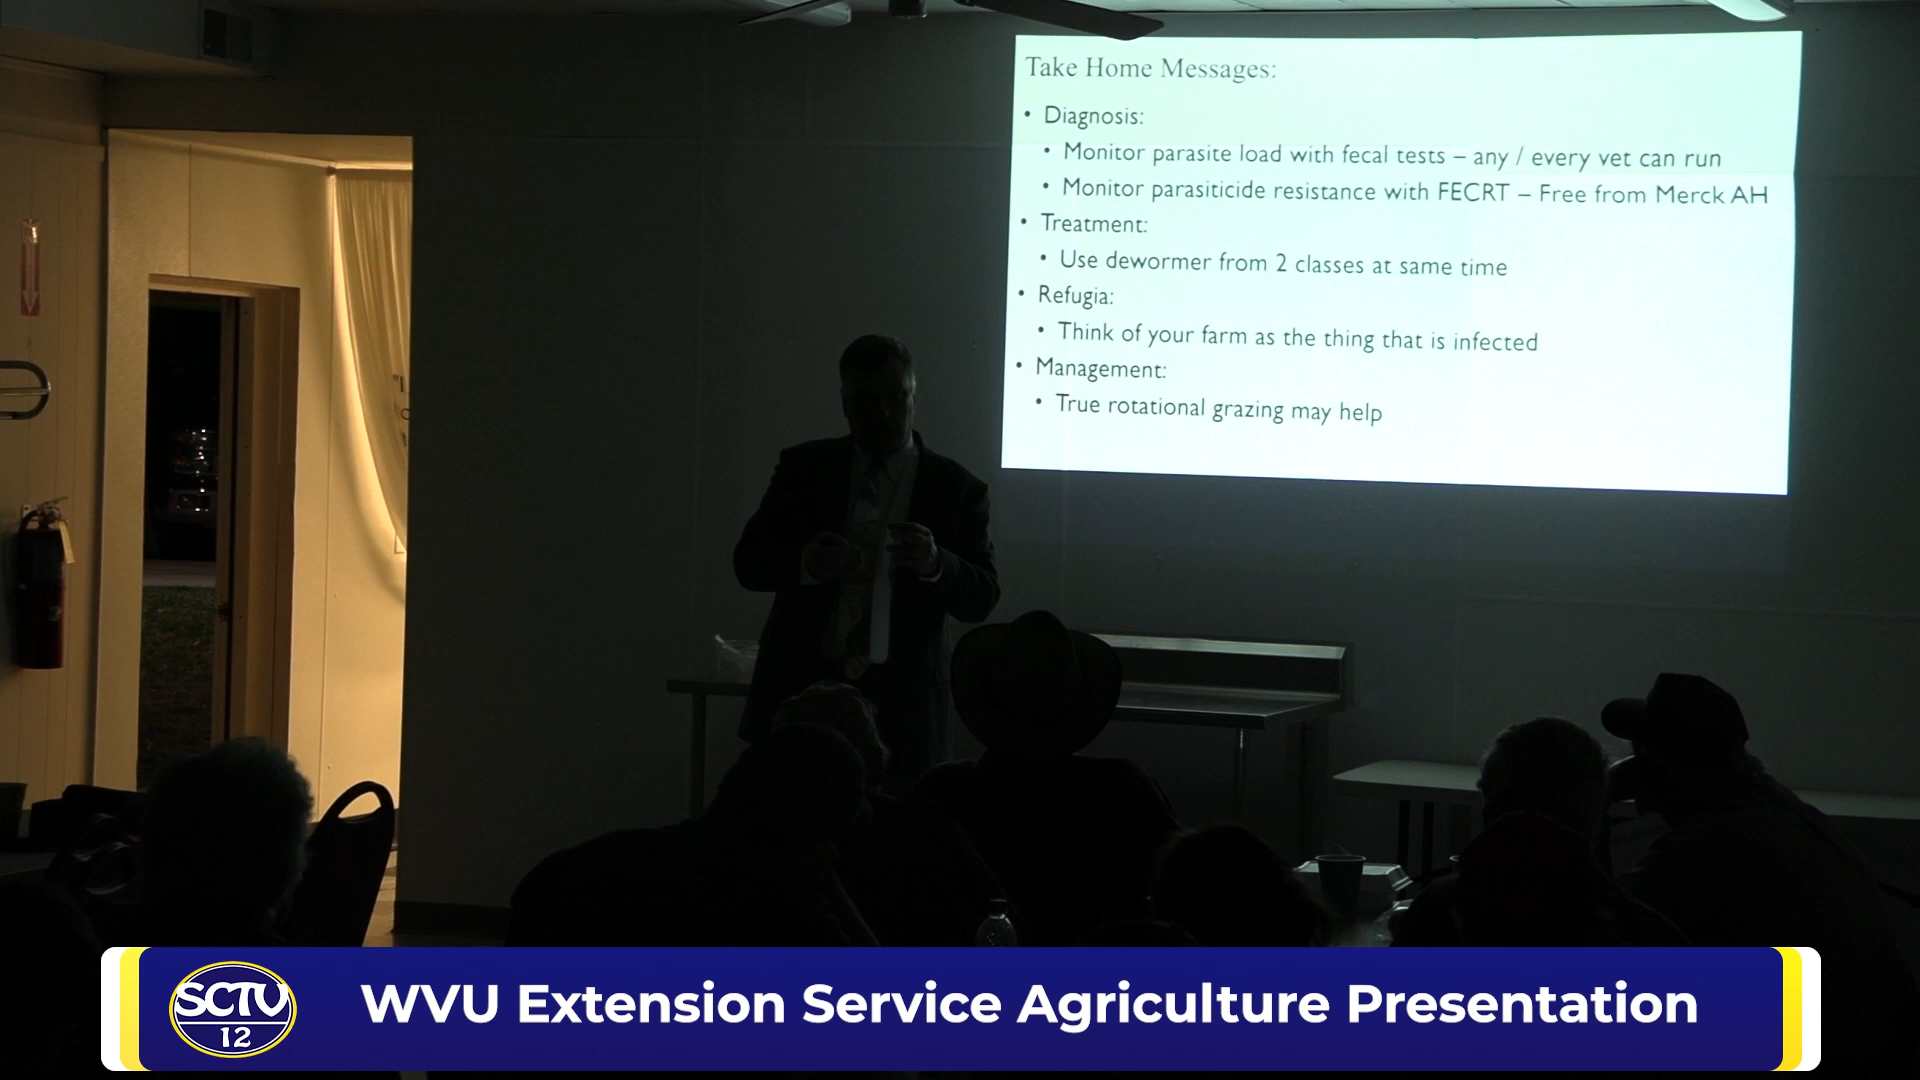 Take Home Messages:
• Diagnosis:
• Monitor parasite load with fecal tests – any / every vet can run
• Monitor parasiticide resistance with FECRT – Free from Merck AH
• Treatment:
• Use dewormer from 2 classes at same time
• Refugia:
• Think of your farm as the thing that is infected
• Management:
• True rotational grazing may help
SCTV
12
WVU Extension Service Agriculture Presentation